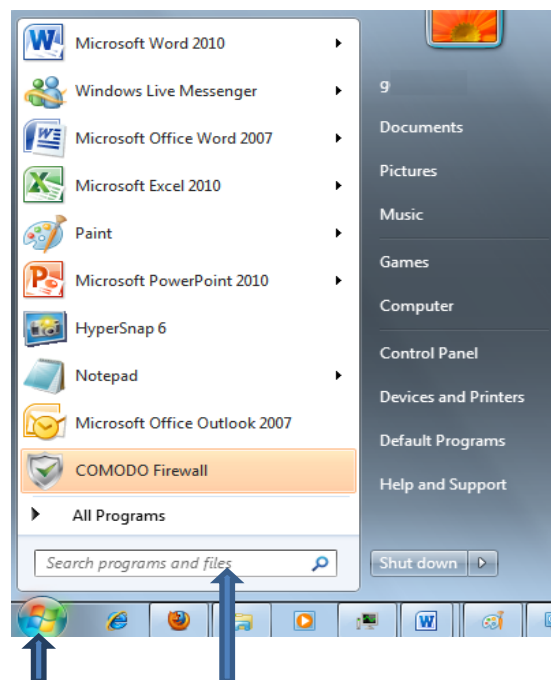 Microsoft Word 2010
Windows Live Messenger
Microsoft Office Word 2007
Microsoft Excel 2010
Paint
Microsoft PowerPoint 2010
HyperSnap 6
Notepad
Microsoft Office Outlook 2007
COMODO Firewall
All Programs
Search programs and files
g
Documents
Pictures
Music
Games
Computer
Control Panel
Devices and Printers
Default Programs
Help and Support
Shut down